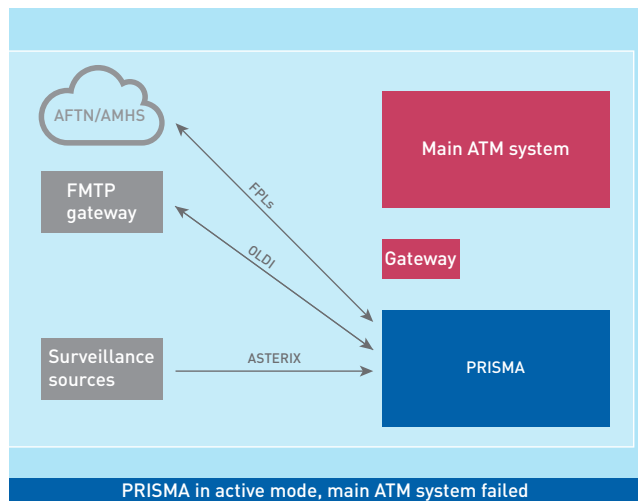 AFTN/AMHS
Main ATM system
FMTP
gateway
FPLs
OLDI
Gateway
Surveillance
sources
ASTERIX
PRISMA
PRISMA in active mode, main ATM system failed